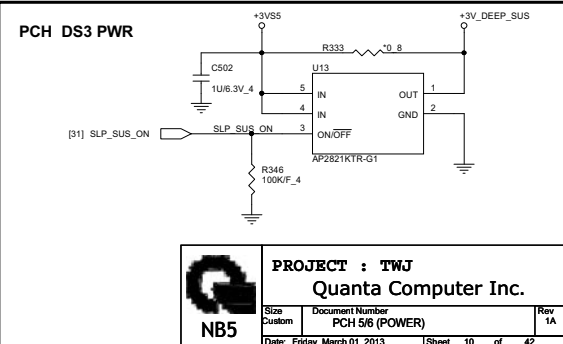 PCH DS3 PWR
+3VS5
+3V_DEEP_SUS
R333
*0_8
C502
1U/6.3V_4
U13
5
IN
OUT
1
4
IN
GND
2
3
ON/OFF
[31] SLP_SUS_ON
SLP_SUS_ON
AP2821KTR-G1
R346
100K/F_4
NB5
PROJECT : TWJ
Quanta Computer Inc.
Size
Custom
Document Number
PCH 5/6 (POWER)
Rev
1A
Date: Friday, March 01, 2013
Sheet 10 of 42